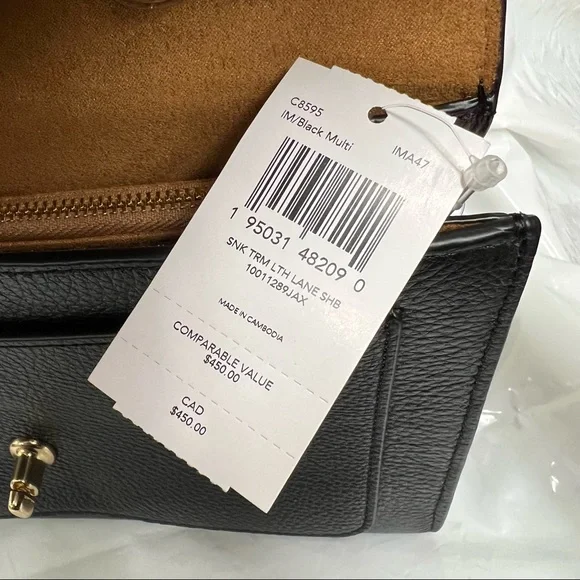 C8595
IM/Black Multi IMA47
1 95031 48209 0
SNK TRM LTH LANE SHB
10011289JAX
MADE IN CAMBODIA
COMPARABLE VALUE
$450.00
CAD
$450.00